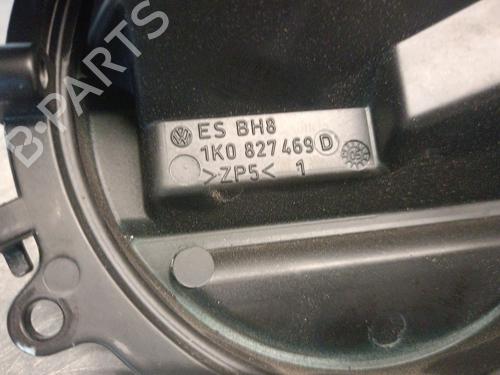 B-PARTS
ES BH8
1K0 827 469 D
>ZP5< 1